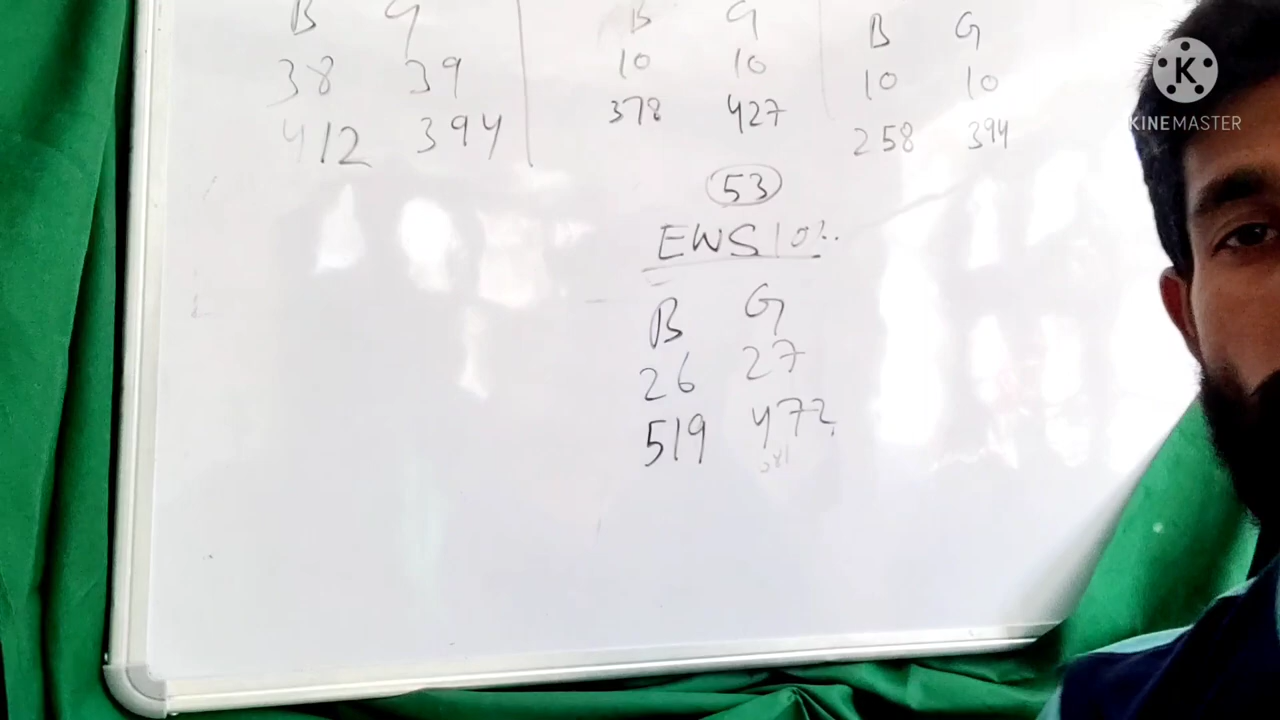 B G
38 39
412 394
B G
10 10
378 427
B G
10 10
258 394
53
EWS 10%
B G
26 27
519 472
K
KINEMASTER